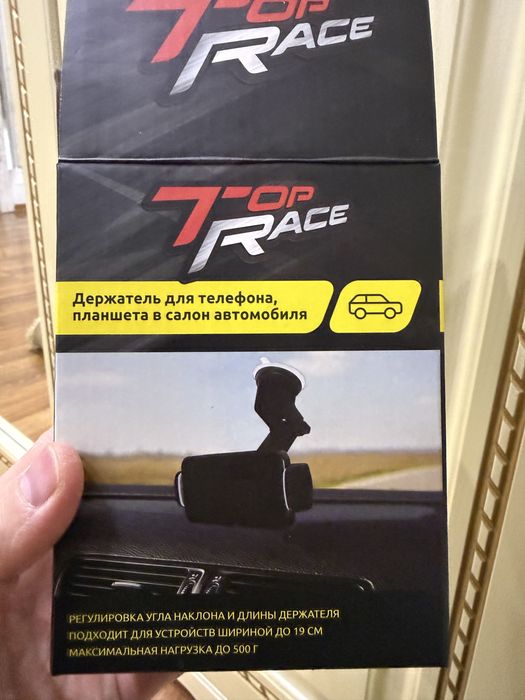 TOP
RACE
TOP
RACE
Держатель для телефона,
планшета в салон автомобиля
РЕГУЛИРОВКА УГЛА НАКЛОНА И ДЛИНЫ ДЕРЖАТЕЛЯ
ПОДХОДИТ ДЛЯ УСТРОЙСТВ ШИРИНОЙ ДО 19 СМ
МАКСИМАЛЬНАЯ НАГРУЗКА ДО 500 Г